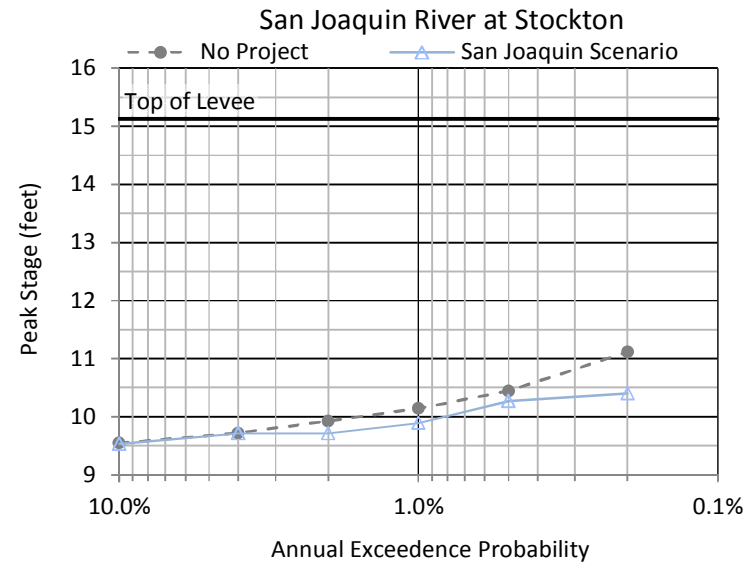 San Joaquin River at Stockton
No Project
San Joaquin Scenario
16
Top of Levee
15
14
13
12
11
10
9
Peak Stage (feet)
10.0%
1.0%
0.1%
Annual Exceedence Probability